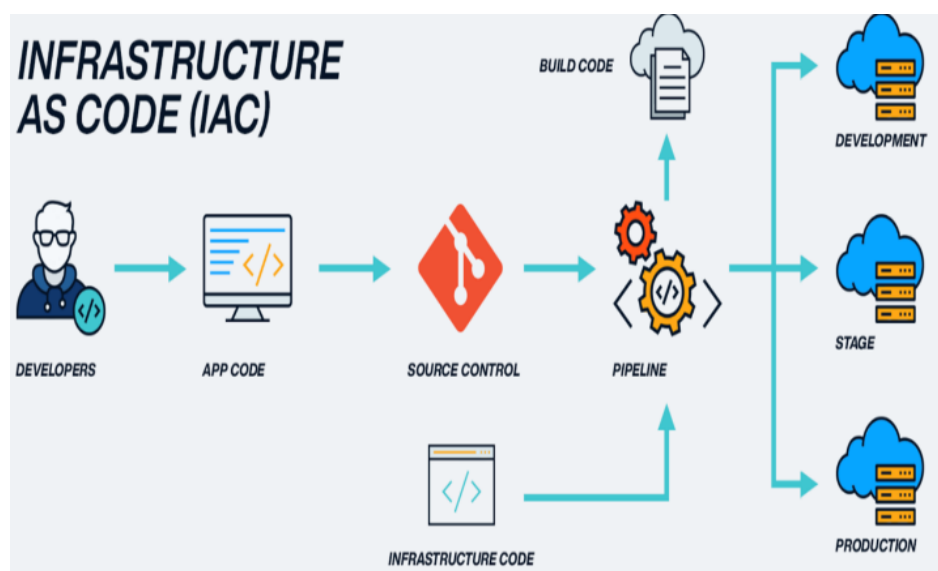 INFRASTRUCTURE
AS CODE (IAC)
BUILD CODE
DEVELOPMENT
DEVELOPERS
APP CODE
</>
SOURCE CONTROL
PIPELINE
</>
STAGE
</>
INFRASTRUCTURE CODE
</>
PRODUCTION